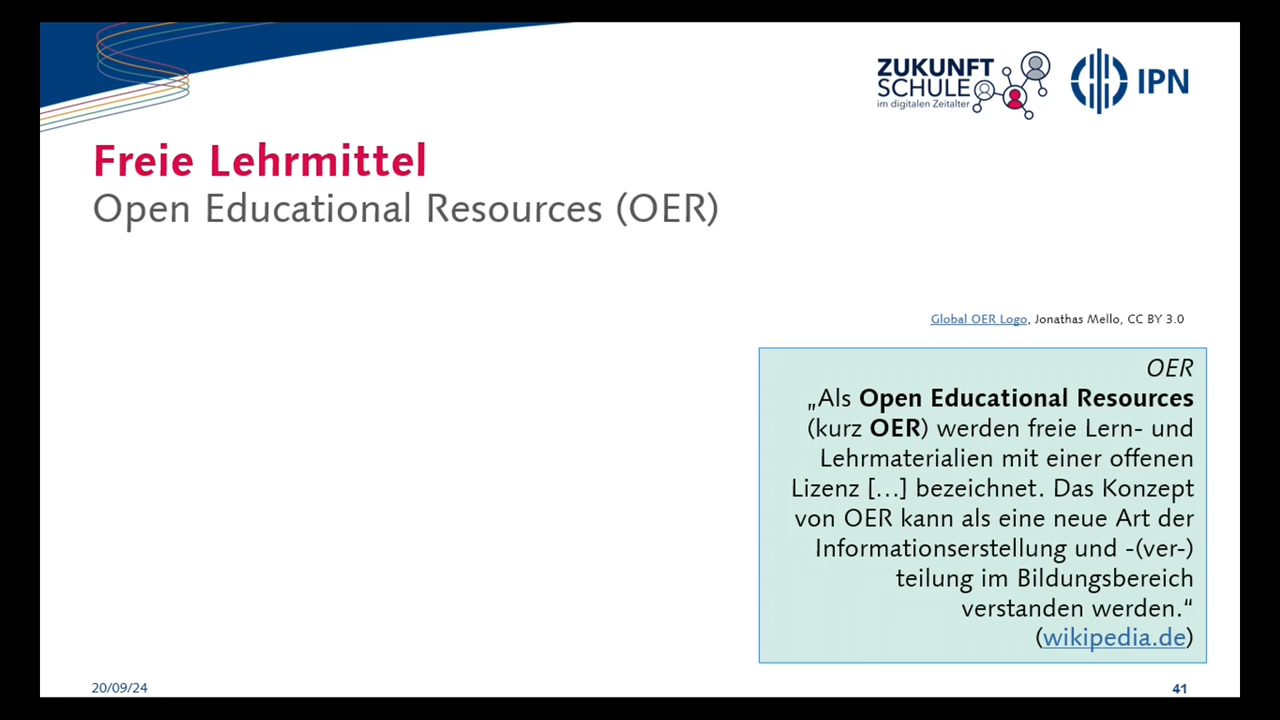 ZUKUNFT
SCHULE
im digitalen Zeitalter
IPN
Freie Lehrmittel
Open Educational Resources (OER)
Global OER Logo, Jonathas Mello, CC BY 3.0
OER
„Als Open Educational Resources
(kurz OER) werden freie Lern- und
Lehrmaterialien mit einer offenen
Lizenz […] bezeichnet. Das Konzept
von OER kann als eine neue Art der
Informationserstellung und -(ver-)
teilung im Bildungsbereich
verstanden werden.“
(wikipedia.de)
20/09/24
41